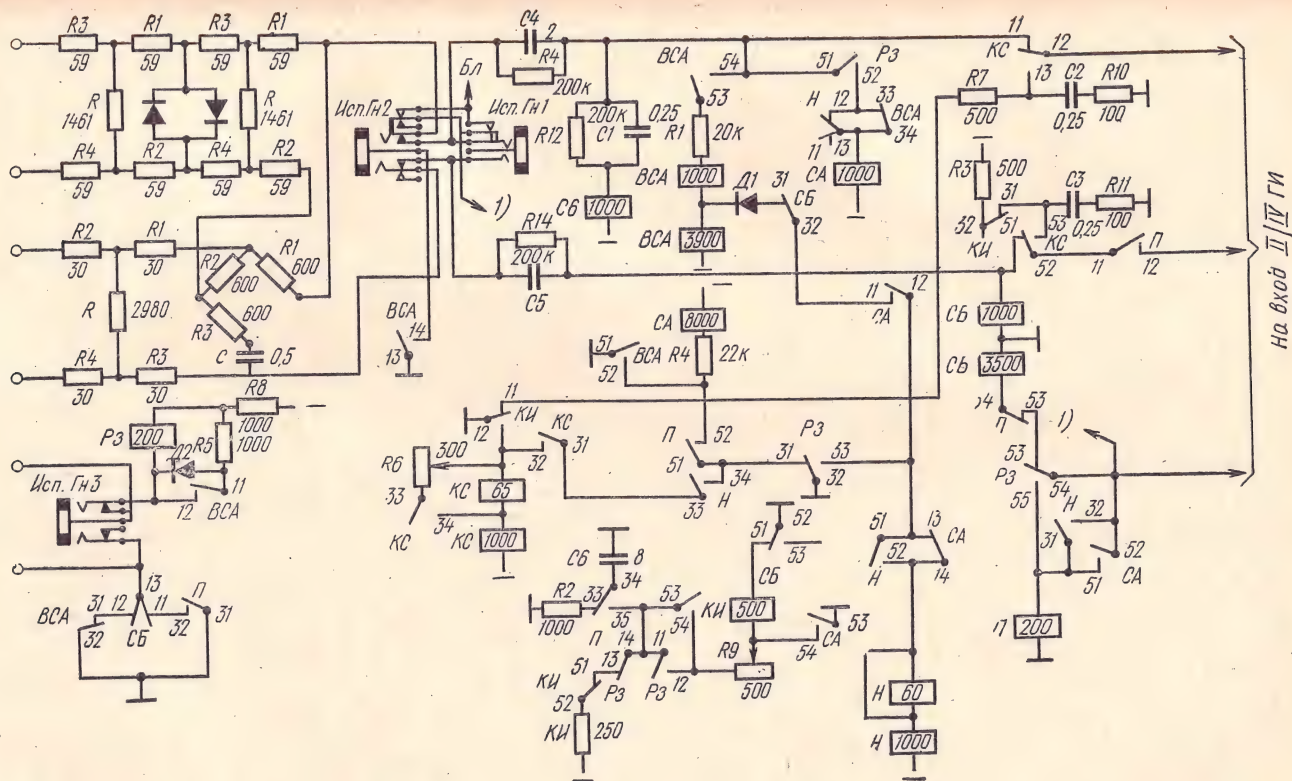 R3 R1 R3 R1
59 59 59 59
R 1461
R 1461
R4 R2 R4 R2
59 59 59 59
R2 R1
30 30
R 2980
R2 600
R1 600
R3 600
C 0,5
R4 R3
30 30
R8
1000
РЗ 200
R5 1000
Д2
11
12 ВСА
Исп. Гн3
13
ВСА 31 12 11 П
32 СБ 32 31
C4
2
R4
200к
Бл
Исп.Гн2
Исп.Гн1
1)
R12 200к
C1 0,25
СБ 1000
R14
200к
C5
ВСА 14
13
ВСА 54
53
R1 20к
ВСА 1000
ВСА 3900
Д1 31 СБ
32
51 РЗ
52
Н 12 33 ВСА
11 13 34
СА 1000
11 12
СА
СА 8000
R4 22к
51 ВСА
52
11
КС 12
R7 13 C2 R10
500 0,25 100
R3 500
31 C3 R11
52 51 53 0,25 100
КИ КС 52
П
11 12
На вход II/IV ГИ
СБ 1000
СБ 3500
53
П
53
РЗ 54
55
1)
Н 32
31 52
51 СА
200
11
12 КИ
R6 300
33
КС 34
32 КС 31
КС 65
КС 1000
П 52
51 34
33 Н
31 РЗ 33
32
C6 8
R2 33 34
1000 35
П 14
53
54
51 13 11
КИ 52 РЗ РЗ 12
КИ 250
51 52
53
СБ
КИ 500
R9
500
СА 53
54
51 13 СА
52 14
Н
Н 60
Н 1000